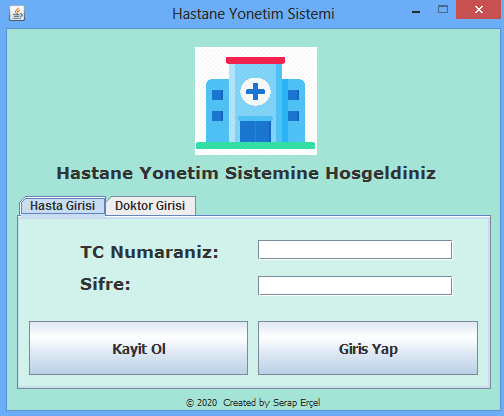 Hastane Yonetim Sistemi
Hastane Yonetim Sistemine Hosgeldiniz
Hasta Girisi Doktor Girisi
TC Numaraniz:
Sifre:
Kayit Ol Giris Yap
© 2020 Created by Serap Erçel